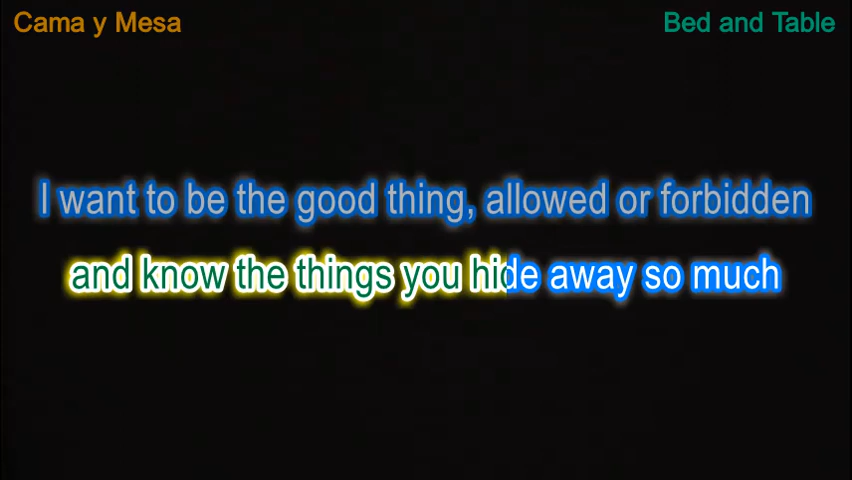 Cama y Mesa
Bed and Table
I want to be the good thing, allowed or forbidden
and know the things you hide away so much